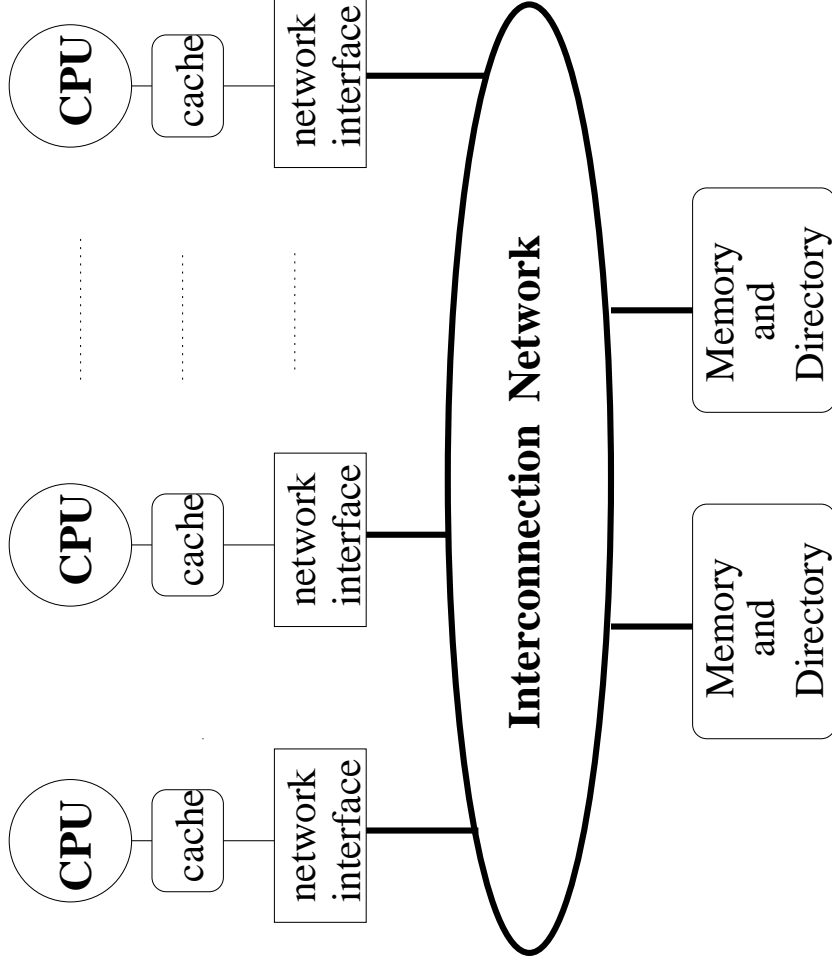 CPU
CPU
CPU
cache
cache
cache
network
interface
network
interface
network
interface
Interconnection Network
Memory
and
Directory
Memory
and
Directory